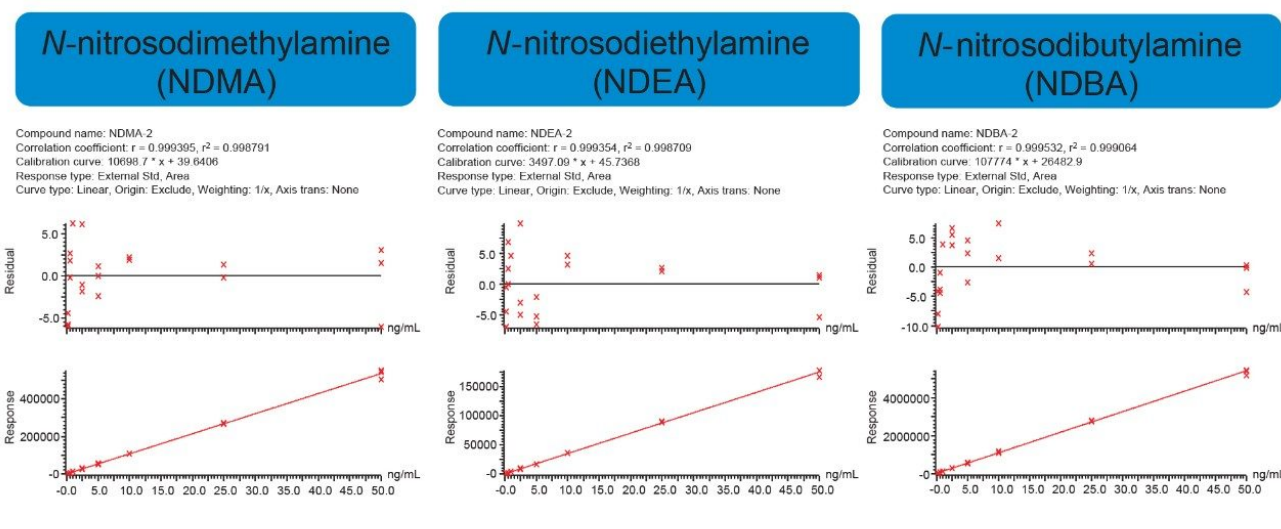 N-nitrosodimethylamine
(NDMA)
Compound name: NDMA-2
Correlation coefficient: r = 0.999395, r² = 0.998791
Calibration curve: 10698.7 * x + 39.6406
Response type: External Std, Area
Curve type: Linear, Origin: Exclude, Weighting: 1/x, Axis trans: None
Residual
5.0
0.0
-5.0
ng/mL
Response
400000
200000
-0
ng/mL
-0.0 5.0 10.0 15.0 20.0 25.0 30.0 35.0 40.0 45.0 50.0
N-nitrosodiethylamine
(NDEA)
Compound name: NDEA-2
Correlation coefficient: r = 0.999354, r² = 0.998709
Calibration curve: 3497.09 * x + 45.7368
Response type: External Std, Area
Curve type: Linear, Origin: Exclude, Weighting: 1/x, Axis trans: None
Residual
5.0
0.0
-5.0
ng/mL
Response
150000
100000
50000
-0
ng/mL
-0.0 5.0 10.0 15.0 20.0 25.0 30.0 35.0 40.0 45.0 50.0
N-nitrosodibutylamine
(NDBA)
Compound name: NDBA-2
Correlation coefficient: r = 0.999532, r² = 0.999064
Calibration curve: 107774 * x + 26482.9
Response type: External Std, Area
Curve type: Linear, Origin: Exclude, Weighting: 1/x, Axis trans: None
Residual
5.0
0.0
-5.0
-10.0
ng/mL
Response
4000000
2000000
-0
ng/mL
-0.0 5.0 10.0 15.0 20.0 25.0 30.0 35.0 40.0 45.0 50.0